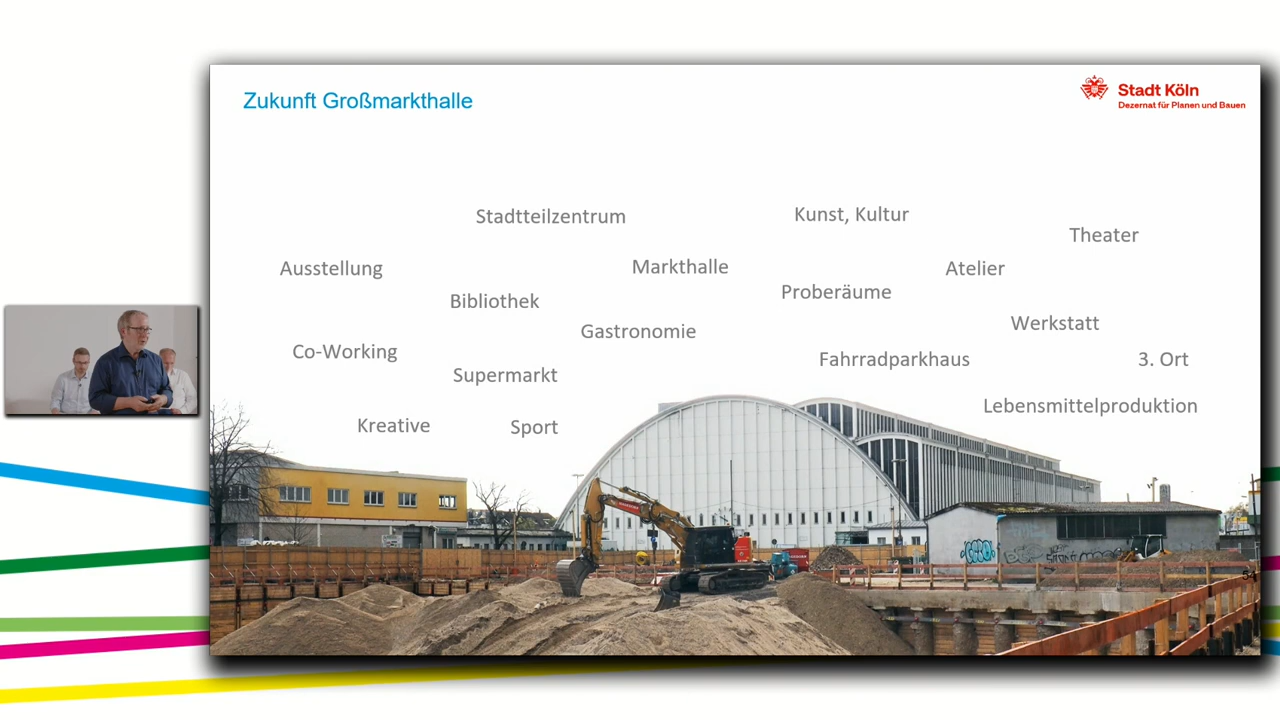 Zukunft Großmarkthalle
Stadt Köln
Dezernat für Planen und Bauen
Stadtteilzentrum
Kunst, Kultur
Theater
Ausstellung
Markthalle
Atelier
Bibliothek
Proberäume
Gastronomie
Werkstatt
Co-Working
Fahrradparkhaus
3. Ort
Supermarkt
Lebensmittelproduktion
Kreative
Sport